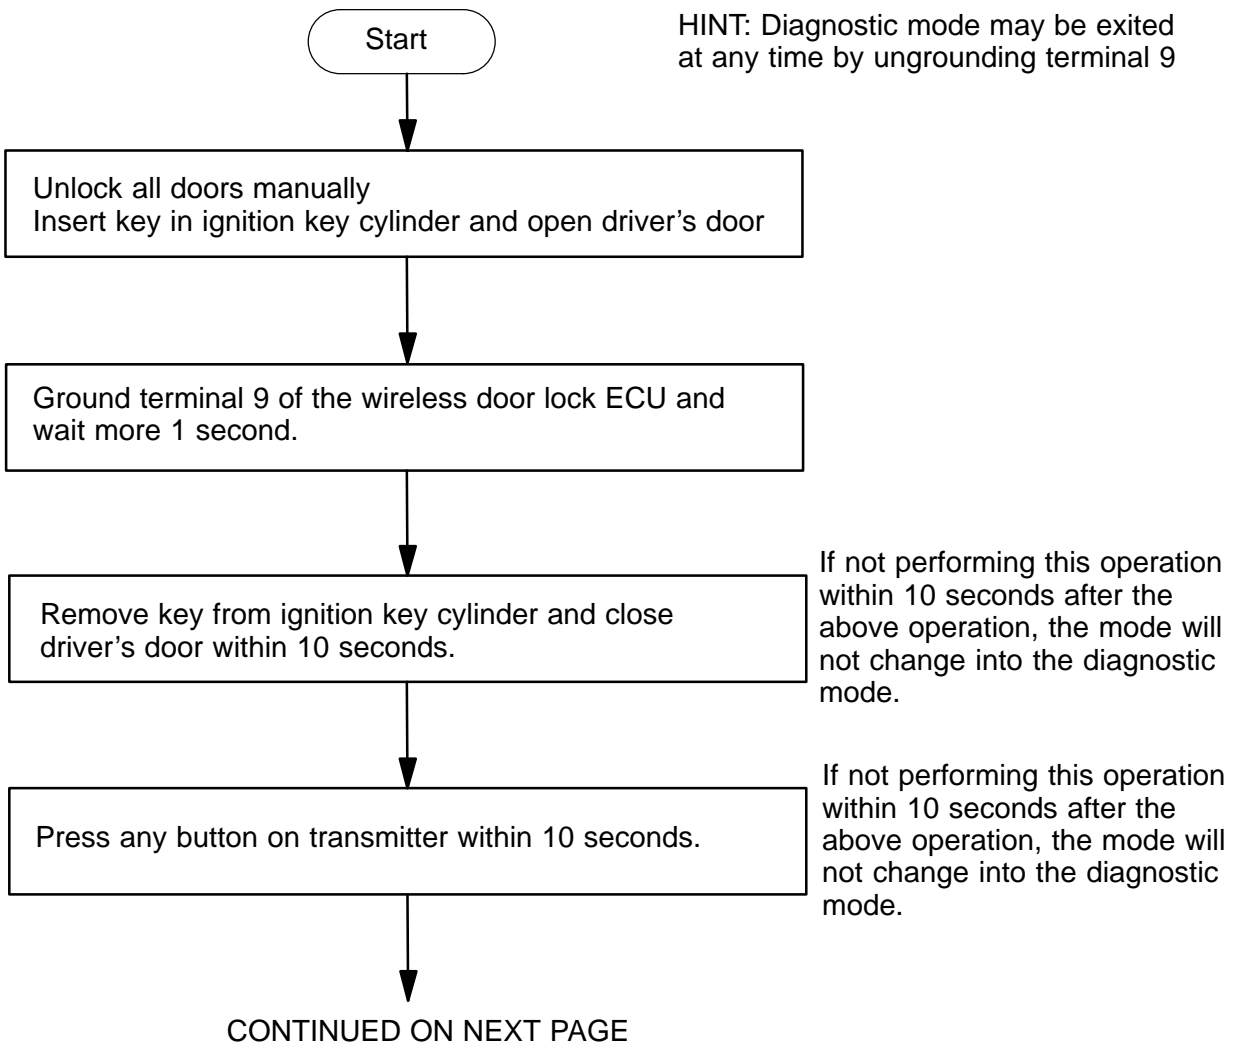 Start
HINT: Diagnostic mode may be exited
at any time by ungrounding terminal 9
Unlock all doors manually
Insert key in ignition key cylinder and open driver’s door
Ground terminal 9 of the wireless door lock ECU and
wait more 1 second.
Remove key from ignition key cylinder and close
driver’s door within 10 seconds.
If not performing this operation
within 10 seconds after the
above operation, the mode will
not change into the diagnostic
mode.
Press any button on transmitter within 10 seconds.
If not performing this operation
within 10 seconds after the
above operation, the mode will
not change into the diagnostic
mode.
CONTINUED ON NEXT PAGE